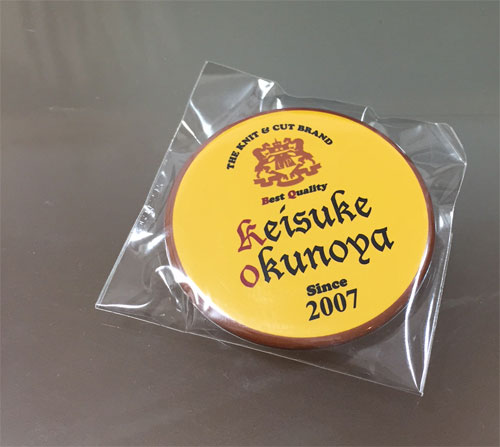 THE KNIT & CUT BRAND
Best Quality
Keisuke
Okunoya
Since
2007